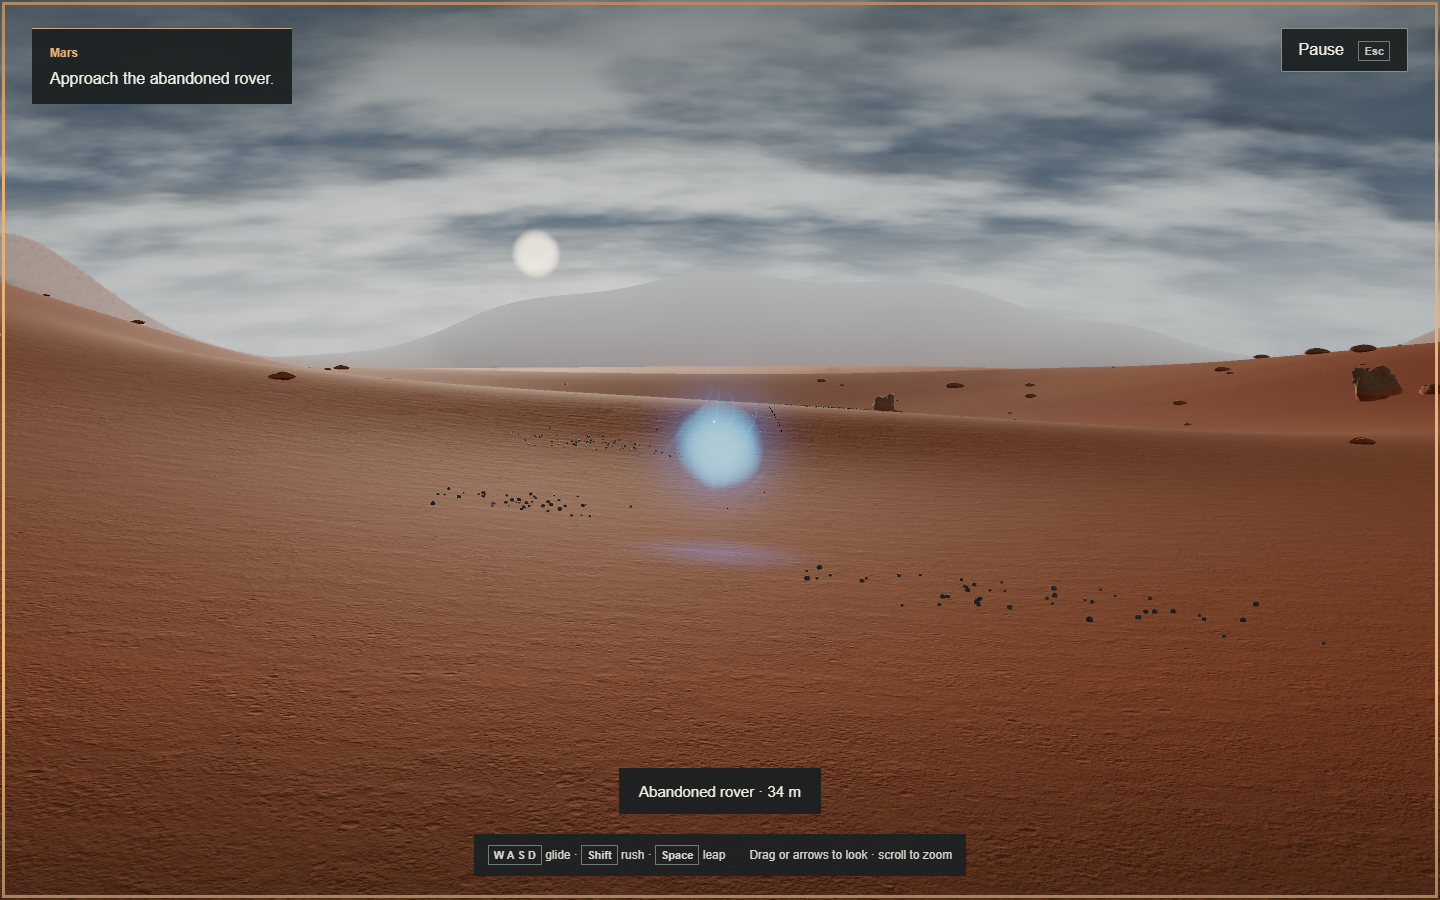 Mars
Approach the abandoned rover.
Pause Esc
Abandoned rover · 34 m
W A S D glide · Shift rush · Space leap Drag or arrows to look · scroll to zoom